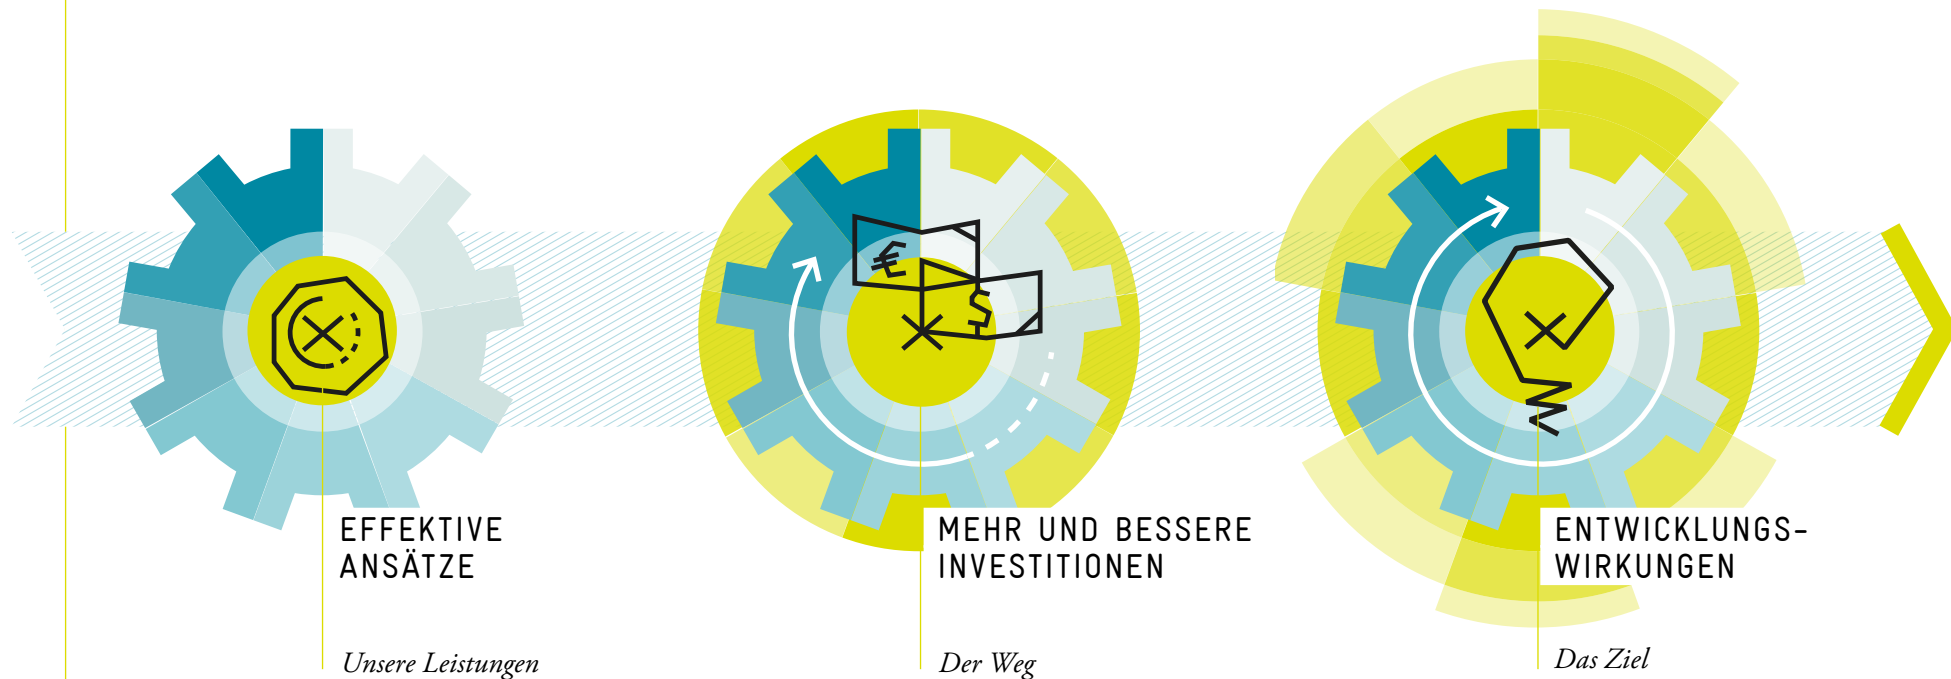 EFFEKTIVE
ANSÄTZE
Unsere Leistungen
€
$
MEHR UND BESSERE
INVESTITIONEN
Der Weg
ENTWICKLUNGS-
WIRKUNGEN
Das Ziel